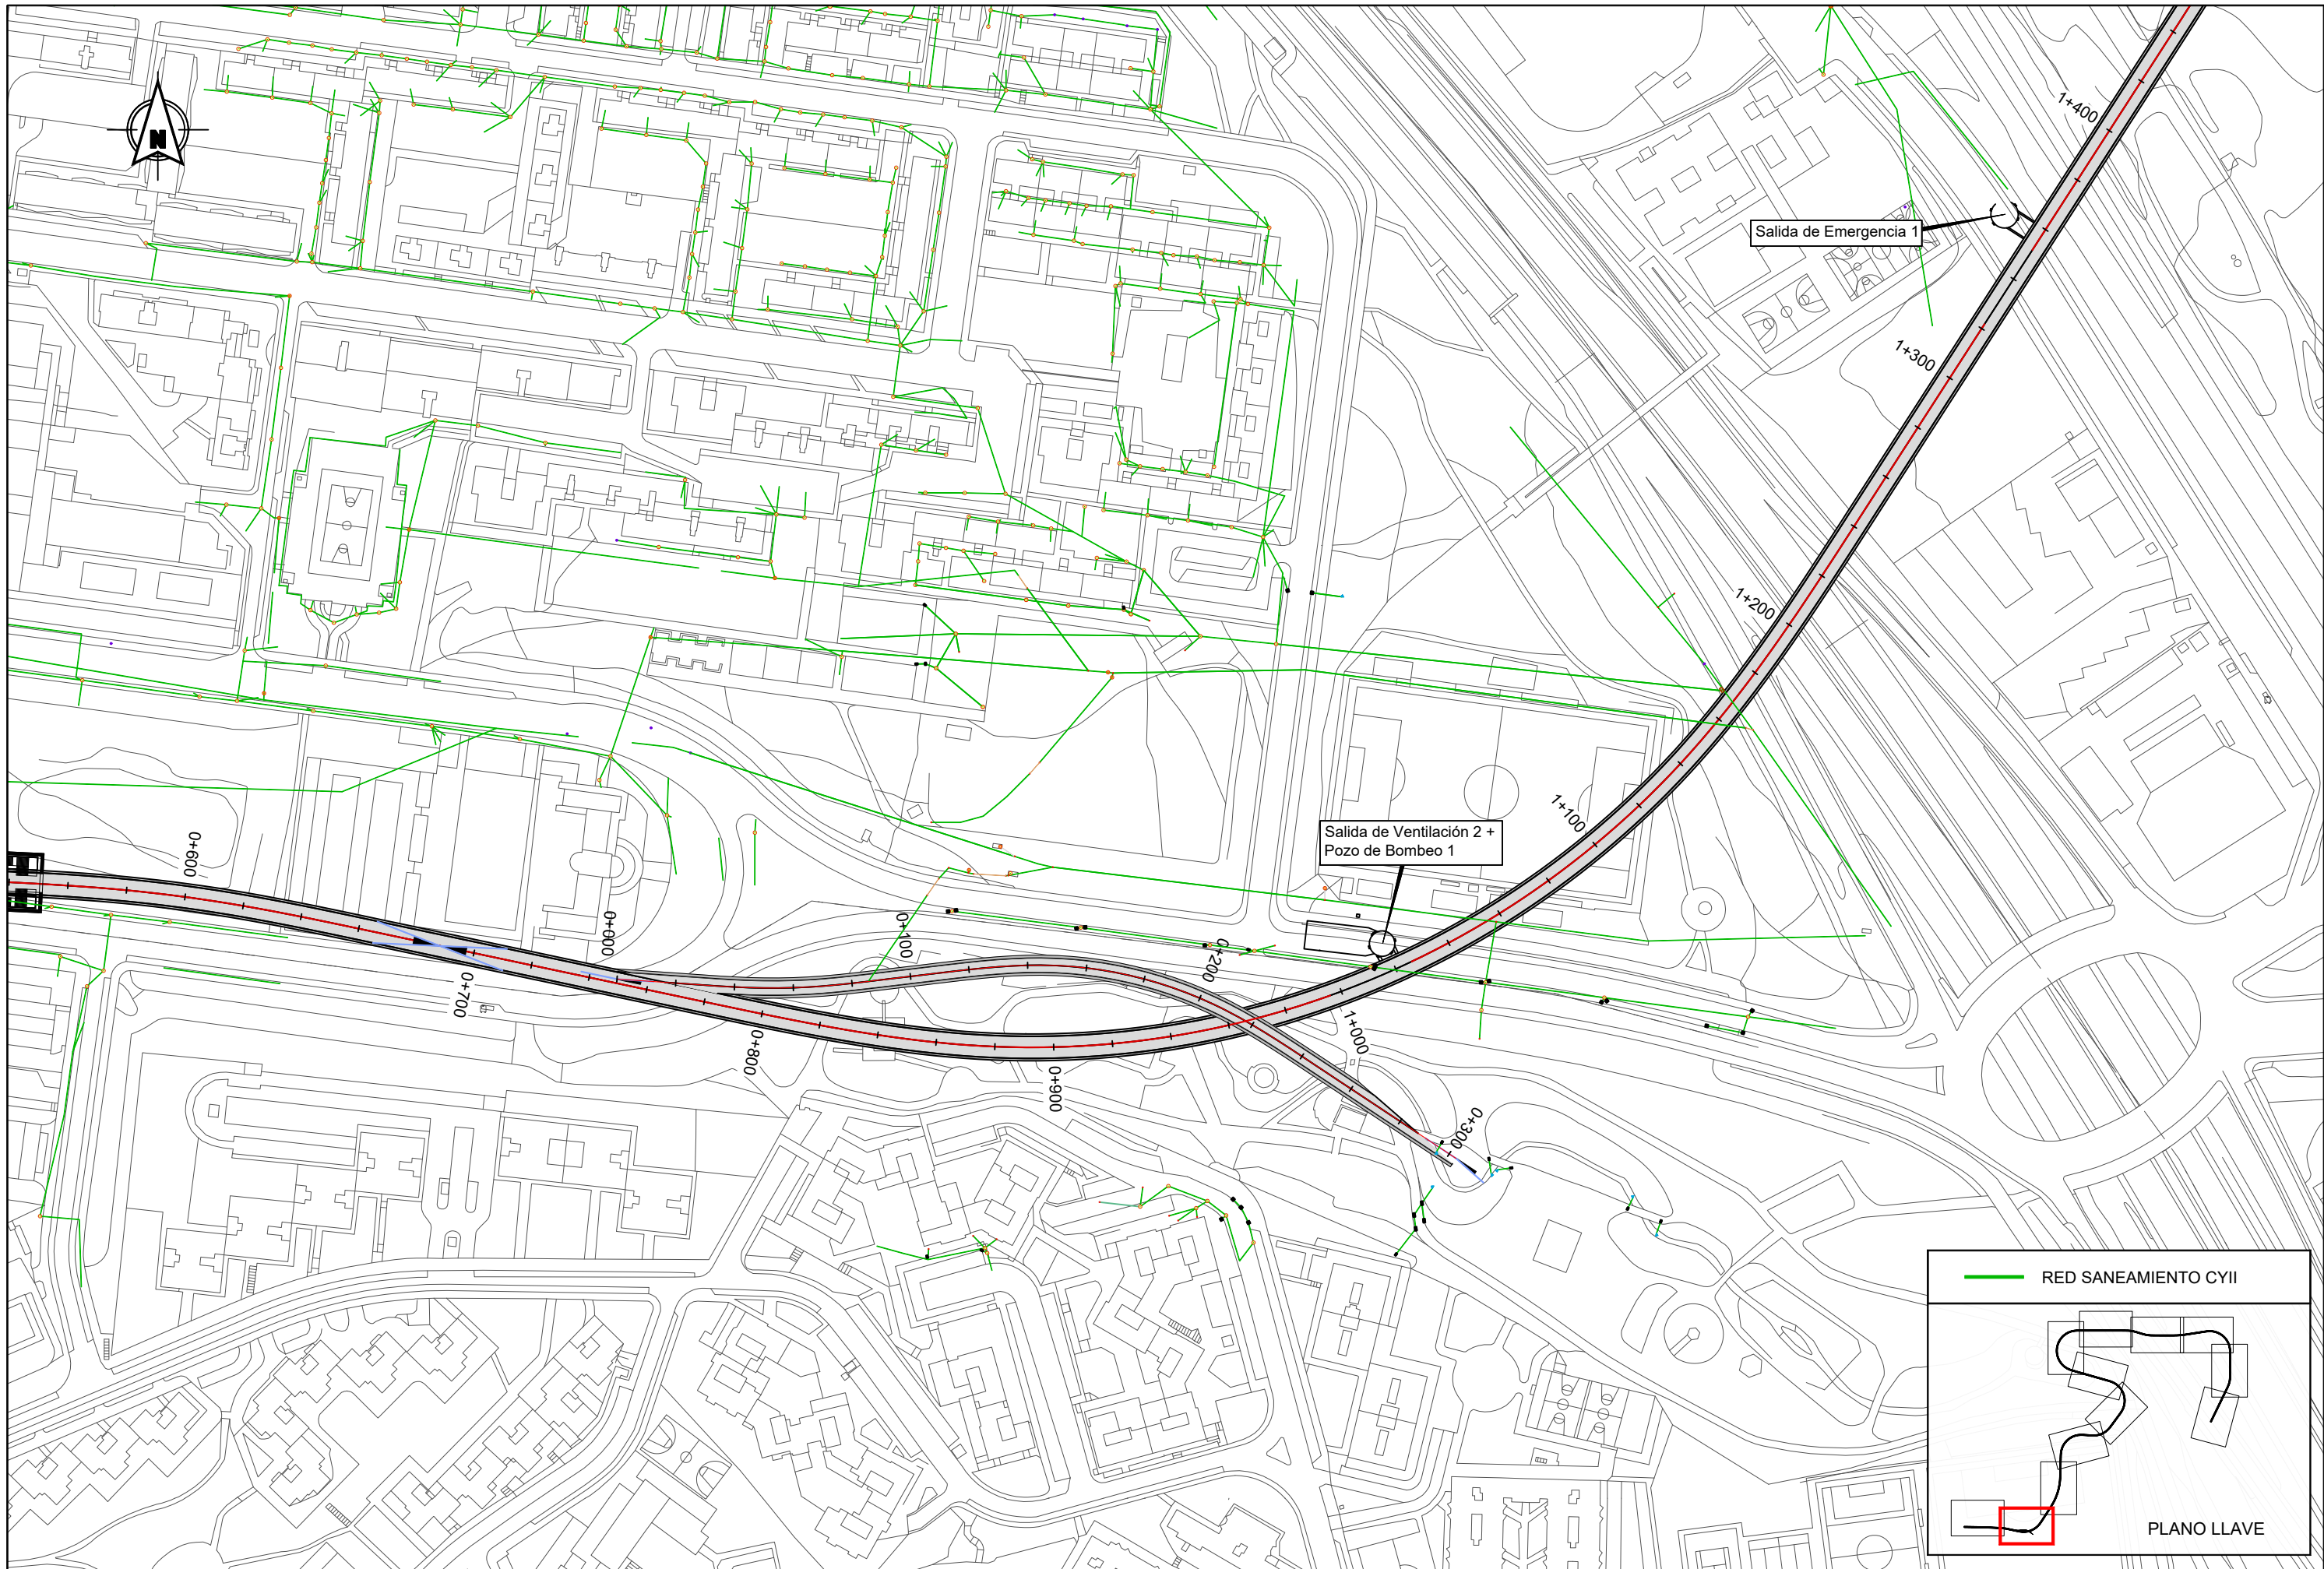 N
1+400
Salida de Emergencia 1
1+300
1+200
1+100
Salida de Ventilación 2 +
Pozo de Bombeo 1
0+600
0+000
0+100
0+200
0+700
0+800
0+900
1+000
0+300
RED SANEAMIENTO CYII
PLANO LLAVE